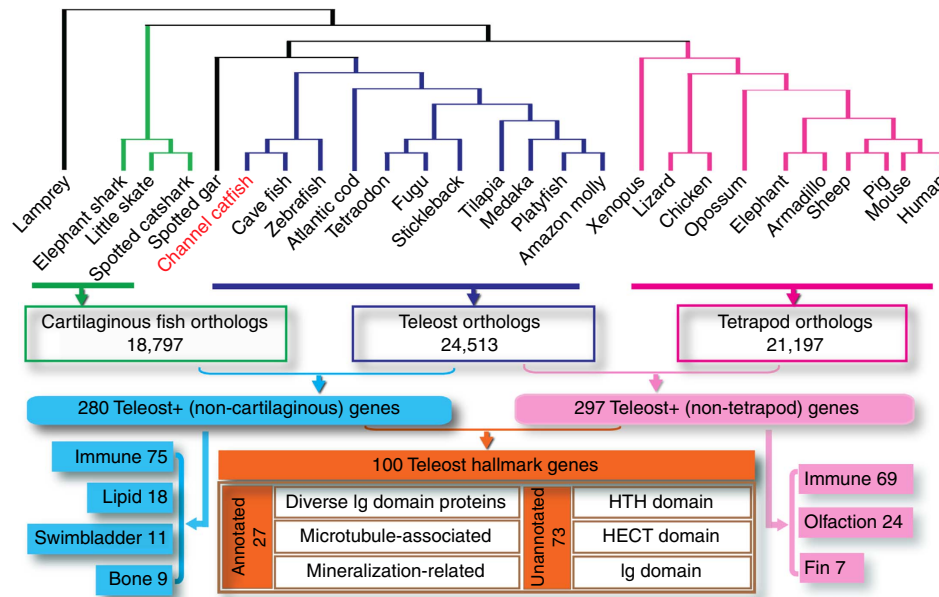 Lamprey
Elephant shark
Little skate
Spotted catshark
Spotted gar
Channel catfish
Cave fish
Zebrafish
Atlantic cod
Tetraodon
Fugu
Stickleback
Tilapia
Medaka
Platyfish
Amazon molly
Xenopus
Lizard
Chicken
Opossum
Elephant
Armadillo
Sheep
Pig
Mouse
Human
Cartilaginous fish orthologs
18,797
Teleost orthologs
24,513
Tetrapod orthologs
21,197
280 Teleost+ (non-cartilaginous) genes
297 Teleost+ (non-tetrapod) genes
Immune 75
Lipid 18
Swimbladder 11
Bone 9
100 Teleost hallmark genes
Annotated
27
Diverse Ig domain proteins
Microtubule-associated
Mineralization-related
Unannotated
73
HTH domain
HECT domain
Ig domain
Immune 69
Olfaction 24
Fin 7